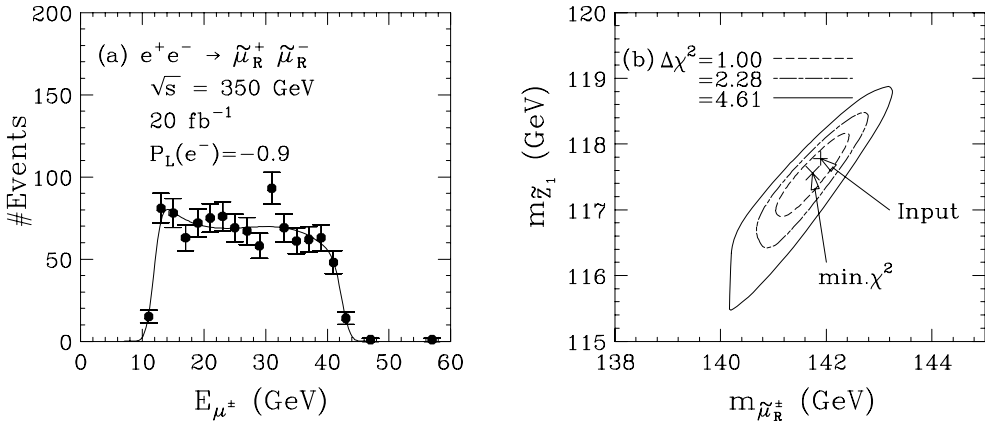 200
150
100
50
0
#Events
(a) e⁺e⁻ → μ̃_R⁺ μ̃_R⁻
√s = 350 GeV
20 fb⁻¹
P_L(e⁻)=−0.9
0 10 20 30 40 50 60
E_μ± (GeV)
120
119
118
117
116
115
m_Z̃₁ (GeV)
(b) Δχ²=1.00
=2.28
=4.61
Input
min.χ²
138 140 142 144
m_μ̃_R± (GeV)